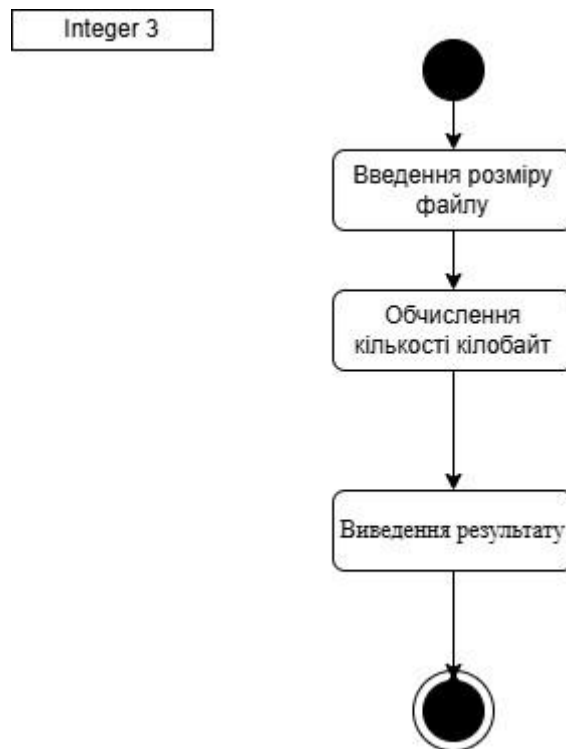 Integer 3
Введення розміру
файлу
Обчислення
кількості кілобайт
Виведення результату